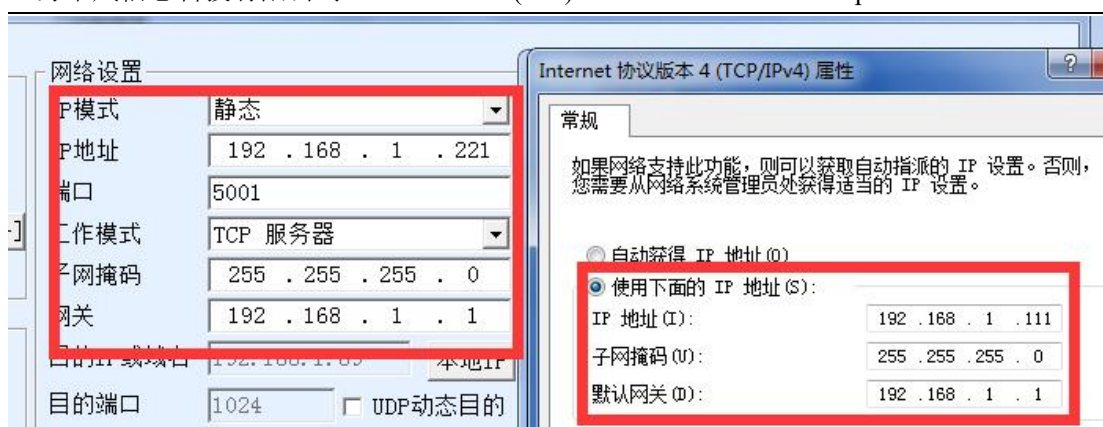 网络设置
P模式 静态
P地址 192 . 168 . 1 . 221
端口 5001
工作模式 TCP 服务器
子网掩码 255 . 255 . 255 . 0
网关 192 . 168 . 1 . 1
目的IP或域名 本地IP
目的端口 1024 UDP动态目的
Internet 协议版本 4 (TCP/IPv4) 属性
?
常规
如果网络支持此功能，则可以获取自动指派的 IP 设置。否则，
您需要从网络系统管理员处获得适当的 IP 设置。
自动获得 IP 地址(O)
使用下面的 IP 地址(S):
IP 地址(I): 192 .168 . 1 .111
子网掩码(U): 255 .255 .255 . 0
默认网关(D): 192 .168 . 1 . 1